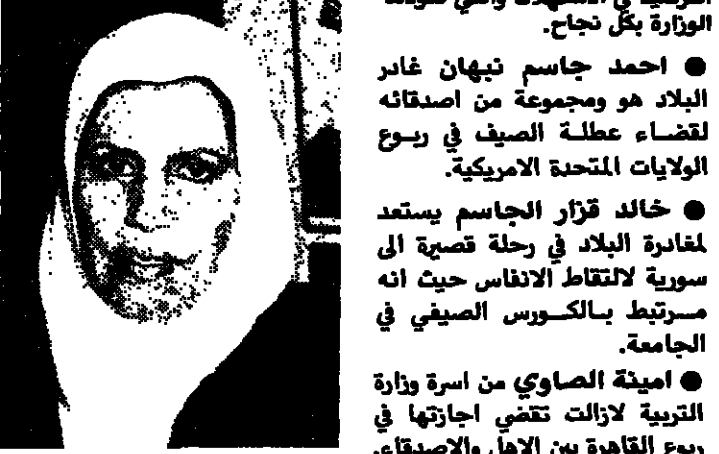 الوزارة بكل نجاح.
● احمد جاسم نبهان غادر
البلاد هو ومجموعة من اصدقائه
لقضاء عطلة الصيف في ربوع
الولايات المتحدة الامريكية.
● خالد قزار الجاسم يستعد
لمغادرة البلاد في رحلة قصيرة الى
سورية لالتقاط الانفاس حيث انه
مرتبط بالكورس الصيفي في
الجامعة.
● امينة الصاوي من اسرة وزارة
التربية لازالت تقضي اجازتها في
ربوع القاهرة بين الاهل والاصدقاء.